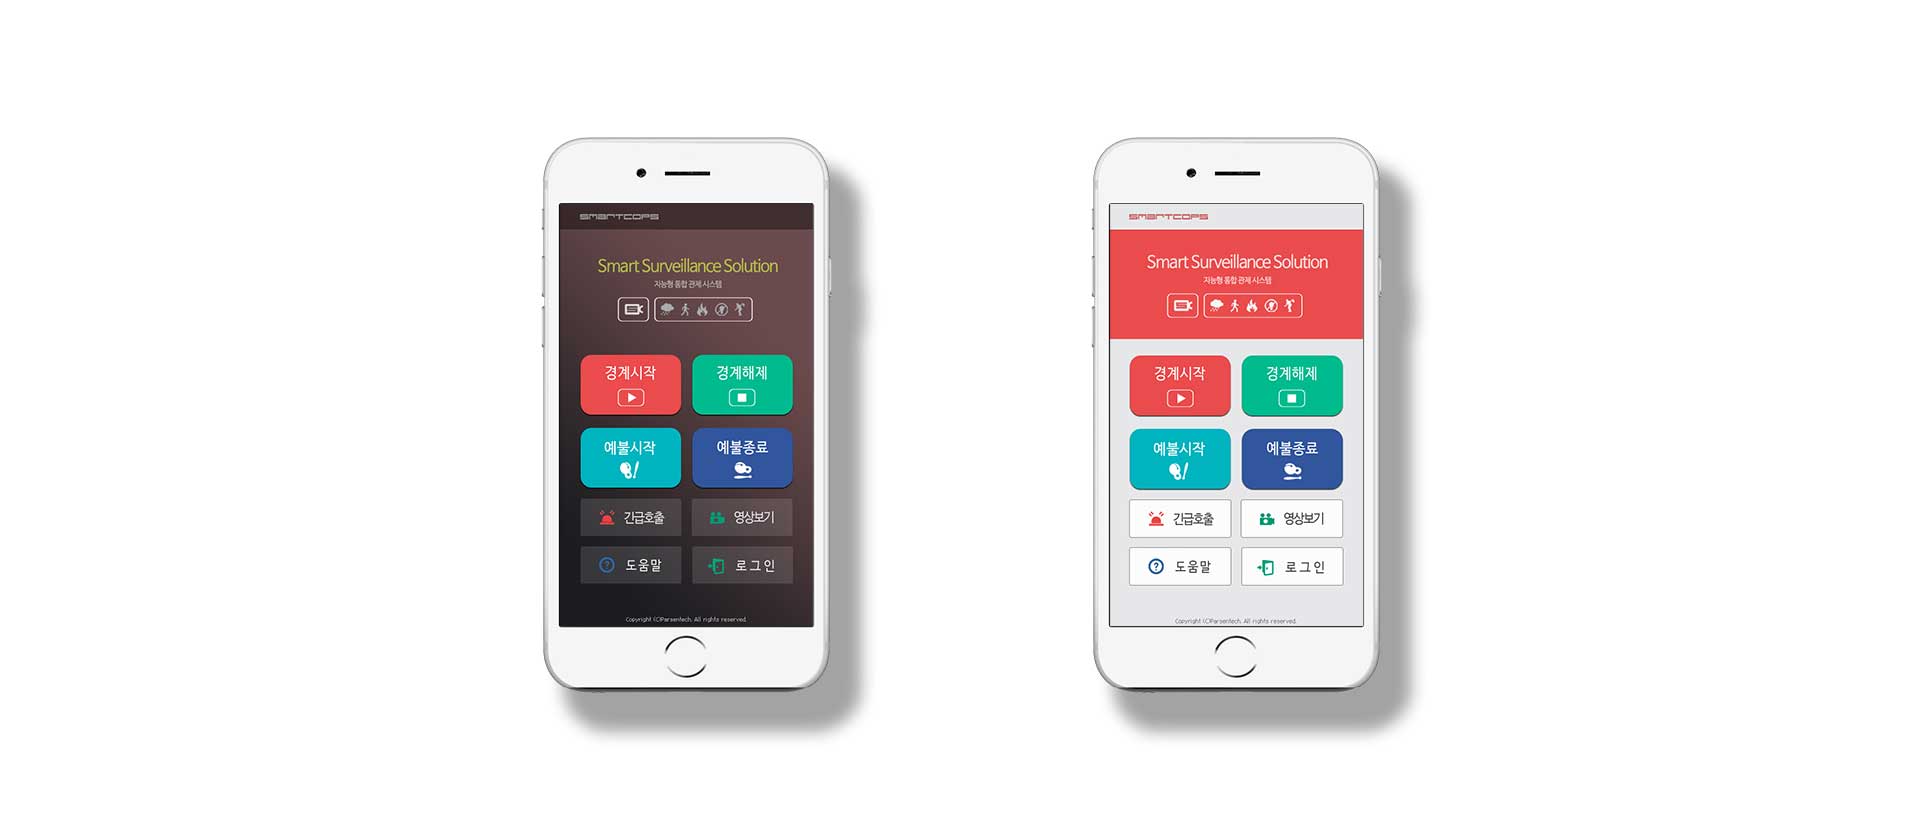 SMARTCOPS
Smart Surveillance Solution
지능형 통합 관제 시스템
경계시작
경계해제
예불시작
예불종료
긴급호출
영상보기
도움말
로그인
Copyright (C)Parsentech. All rights reserved.
SMARTCOPS
Smart Surveillance Solution
지능형 통합 관제 시스템
경계시작
경계해제
예불시작
예불종료
긴급호출
영상보기
도움말
로그인
Copyright (C)Parsentech. All rights reserved.